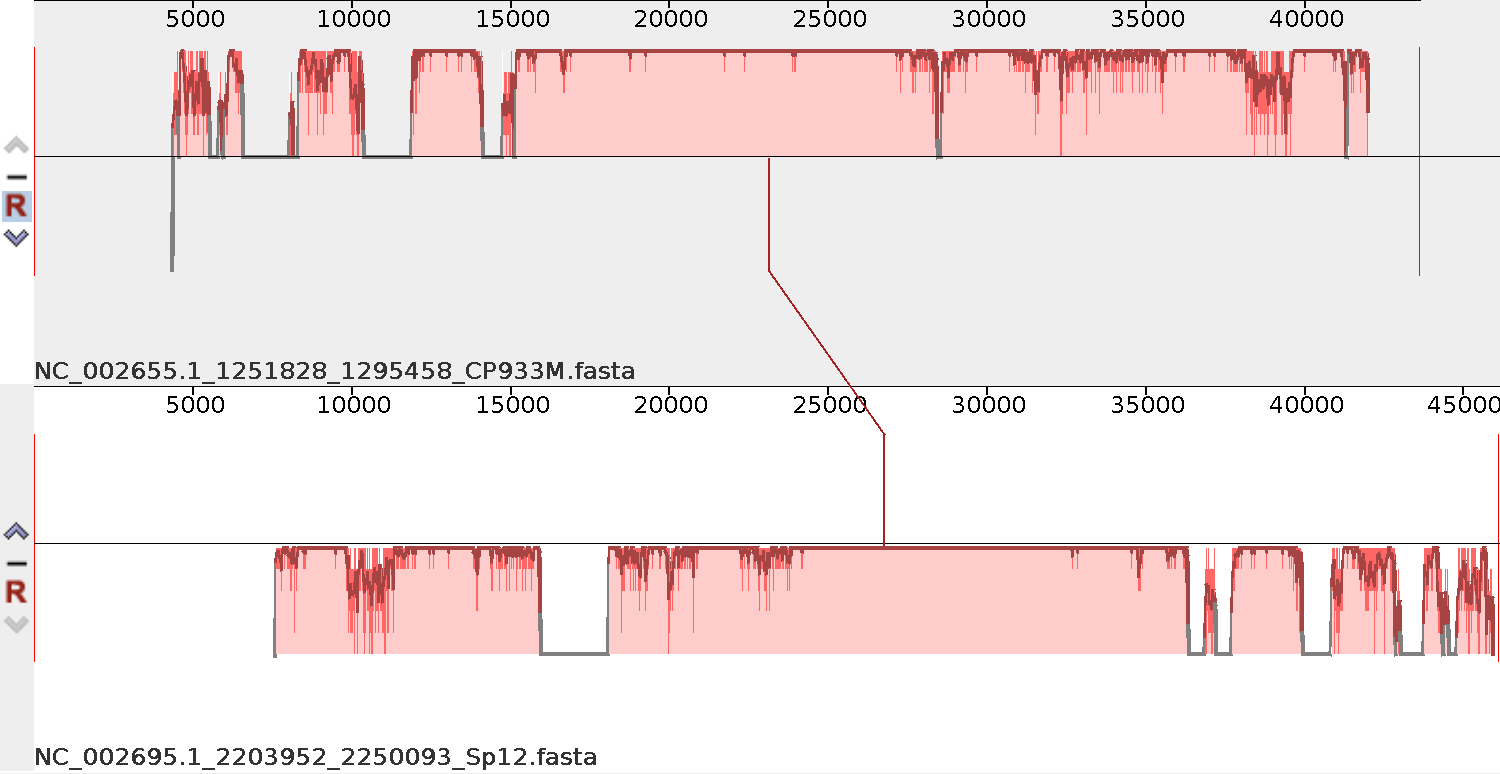 5000 10000 15000 20000 25000 30000 35000 40000
R
NC_002655.1_1251828_1295458_CP933M.fasta
5000 10000 15000 20000 25000 30000 35000 40000 45000
R
NC_002695.1_2203952_2250093_Sp12.fasta